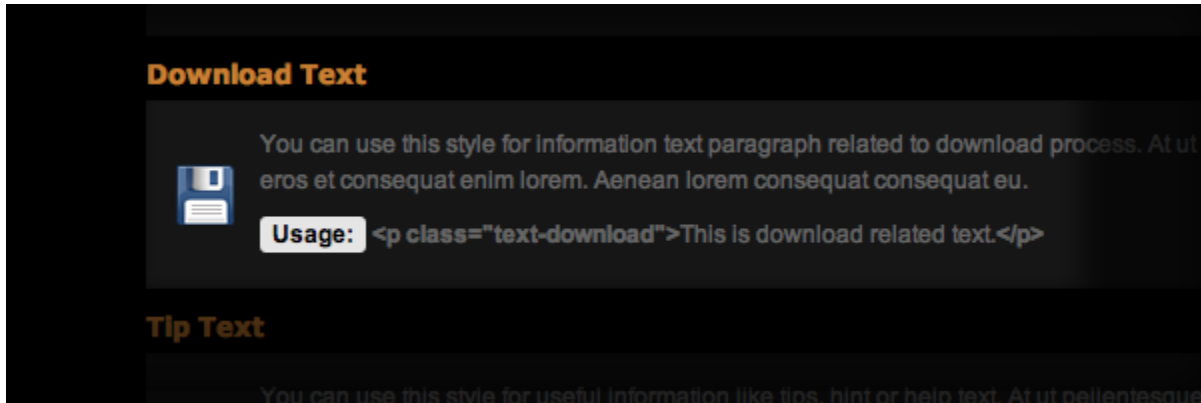 Download Text
You can use this style for information text paragraph related to download process. At ut
eros et consequat enim lorem. Aenean lorem consequat consequat eu.
Usage: <p class="text-download">This is download related text.</p>
Tip Text
You can use this style for useful information like tips, hint or help text. At ut pellentesque